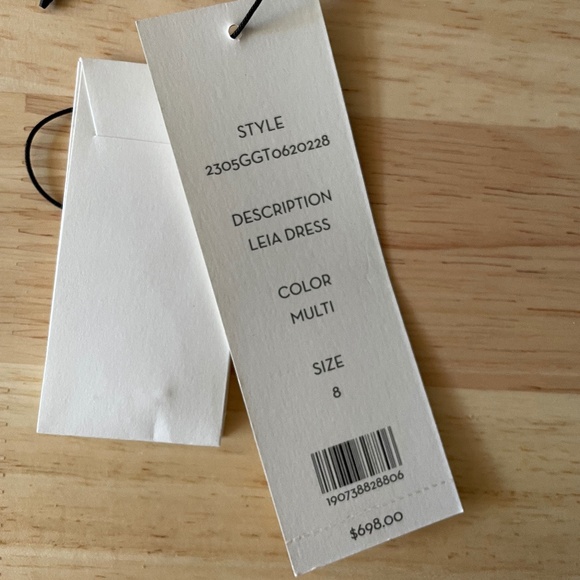 STYLE
2305GGT0620228
DESCRIPTION
LEIA DRESS
COLOR
MULTI
SIZE
8
190738828806
$698.00